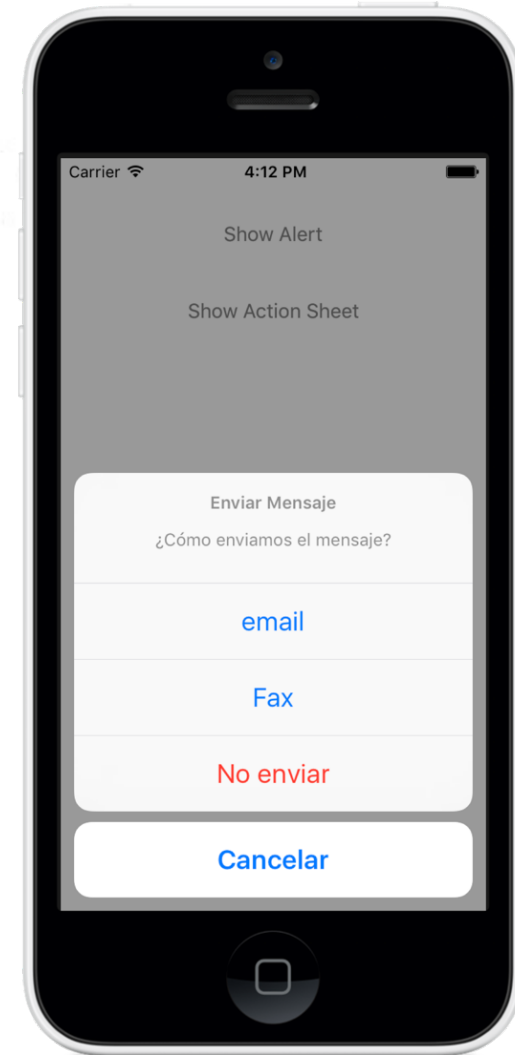 Carrier 4:12 PM
Show Alert
Show Action Sheet
Enviar Mensaje
¿Cómo enviamos el mensaje?
email
Fax
No enviar
Cancelar